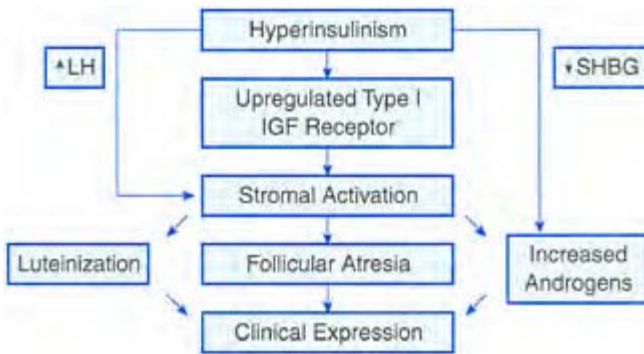 Hyperinsulinism
↑LH
↓SHBG
Upregulated Type I
IGF Receptor
Stromal Activation
Luteinization
Follicular Atresia
Increased
Androgens
Clinical Expression